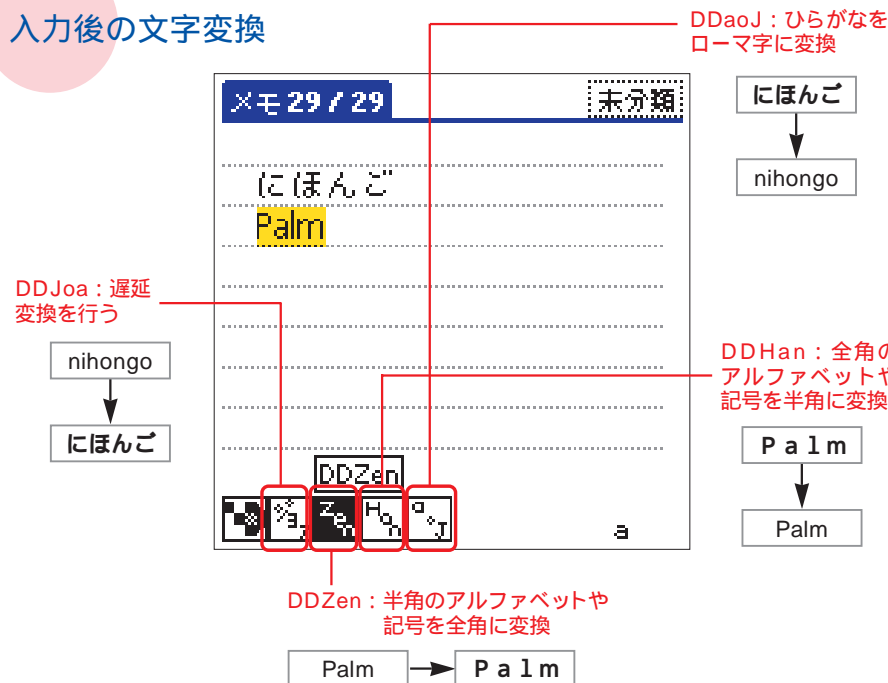 入力後の文字変換
DDaoJ：ひらがなを
ローマ字に変換
にほんご
nihongo
メモ 29 / 29
未分類
にほんご
Palm
DDJoa：遅延
変換を行う
nihongo
にほんご
DDHan：全角の
アルファベットや
記号を半角に変換
Ｐａｌｍ
Palm
DDZen
Zen
Han
aoJ
a
DDZen：半角のアルファベットや
記号を全角に変換
Palm
Ｐａｌｍ